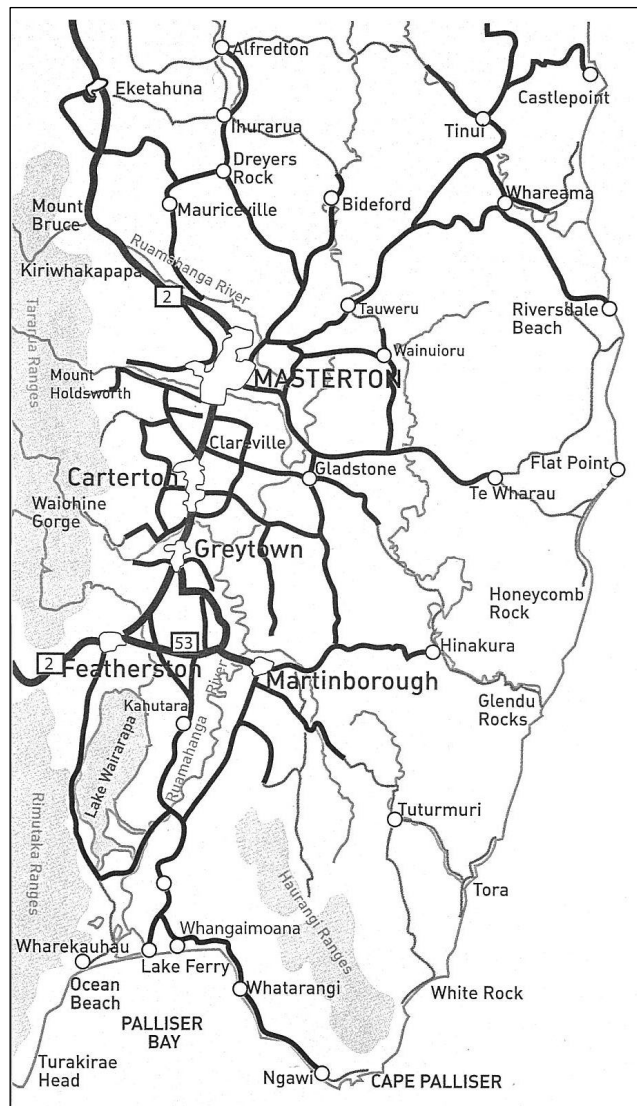 Alfredton
Eketahuna
Castlepoint
Ihurarua
Tinui
Dreyers
Rock
Mauriceville
Bideford
Whareama
Mount
Bruce
Ruamahanga River
Kiriwhakapapa
2
Tauweru
Riversdale
Beach
Tararua Ranges
Wainuioru
Mount
Holdsworth
MASTERTON
Clareville
Carterton
Gladstone
Flat Point
Te Wharau
Waiohine
Gorge
Greytown
Honeycomb
Rock
53
Hinakura
2
Featherston
Martinborough
Glendu
Rocks
Kahutara
Ruamahanga River
Lake Wairarapa
Rimutaka Ranges
Tuturmuri
Haurangi Ranges
Tora
Whangaimoana
Wharekauhau
Lake Ferry
Ocean
Beach
Whatarangi
White Rock
PALLISER
BAY
Turakirae
Head
Ngawi
CAPE PALLISER